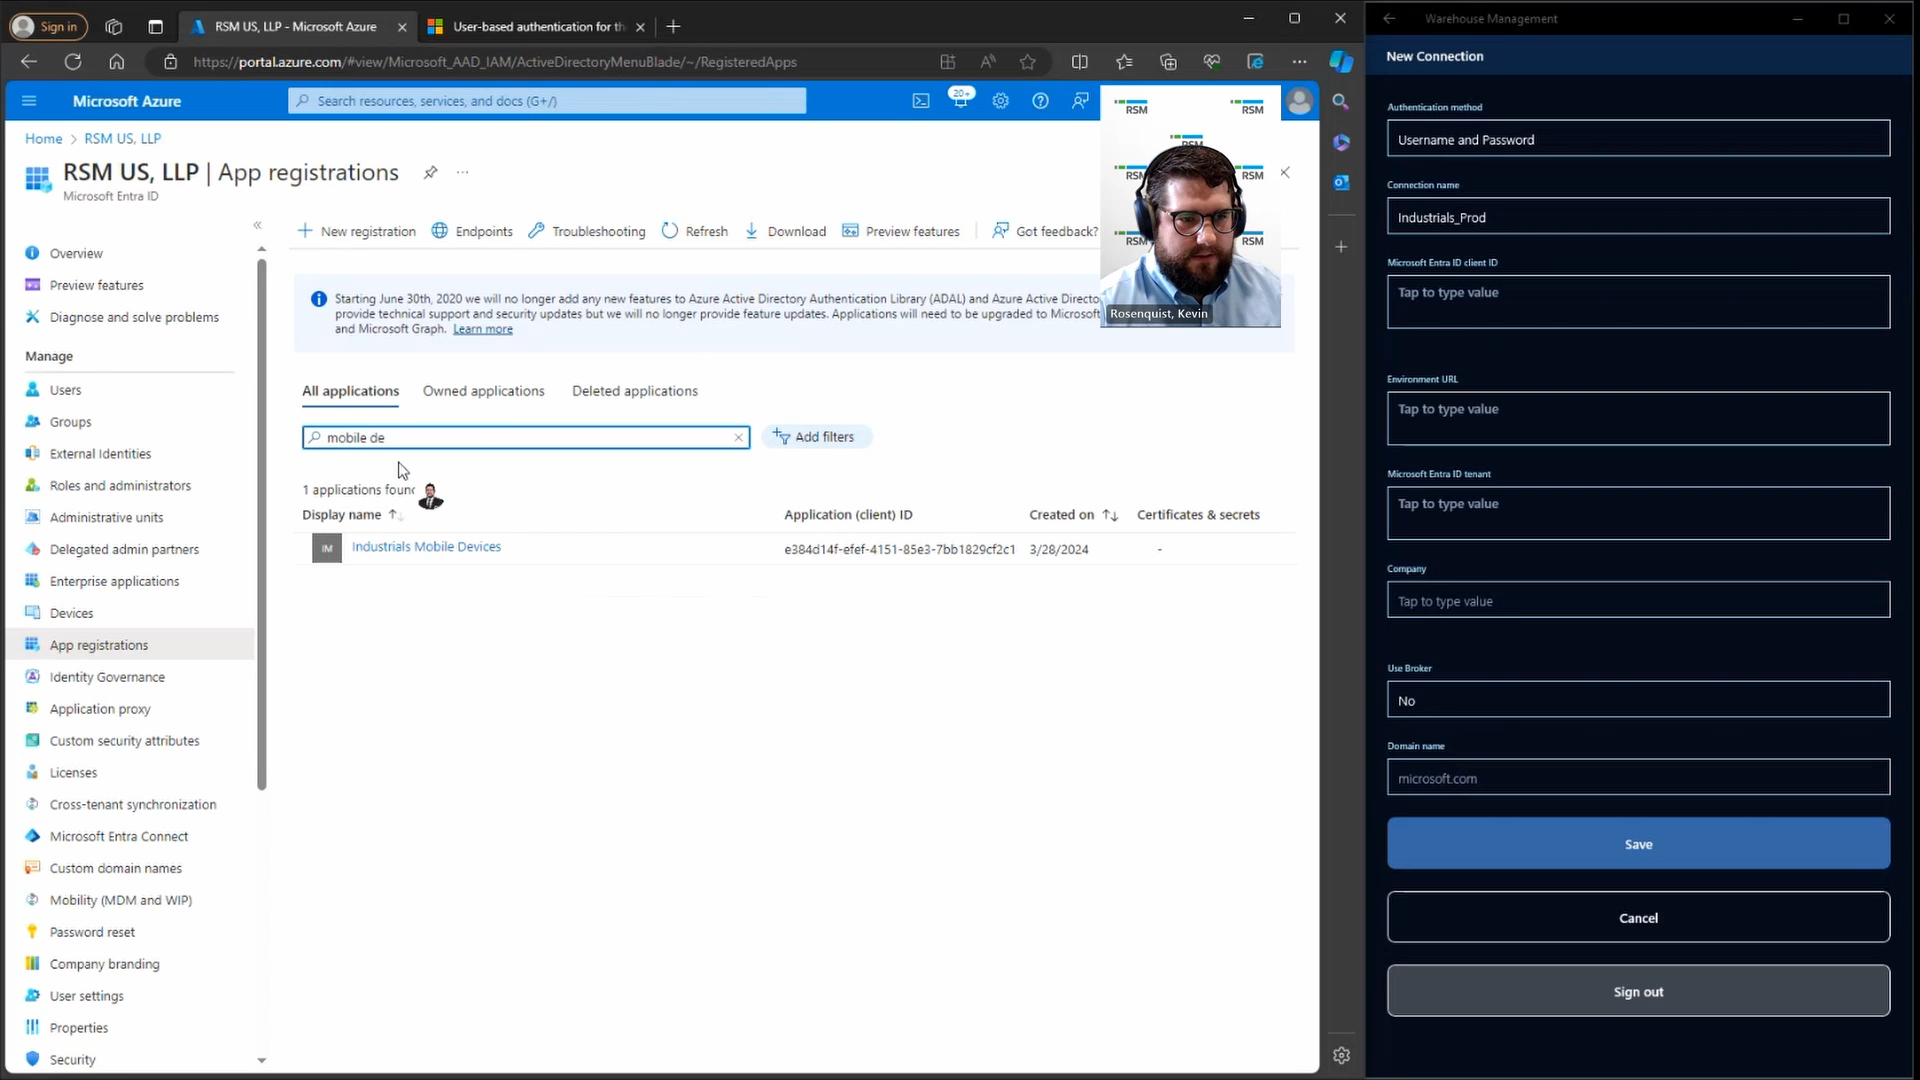 Sign in
RSM US, LLP - Microsoft Azure
User-based authentication for th
https://portal.azure.com/#view/Microsoft_AAD_IAM/ActiveDirectoryMenuBlade/~/RegisteredApps
Microsoft Azure
Search resources, services, and docs (G+/)
20+
Home > RSM US, LLP
RSM US, LLP | App registrations
Microsoft Entra ID
Overview
Preview features
Diagnose and solve problems
Manage
Users
Groups
External Identities
Roles and administrators
Administrative units
Delegated admin partners
Enterprise applications
Devices
App registrations
Identity Governance
Application proxy
Custom security attributes
Licenses
Cross-tenant synchronization
Microsoft Entra Connect
Custom domain names
Mobility (MDM and WIP)
Password reset
Company branding
User settings
Properties
Security
New registration
Endpoints
Troubleshooting
Refresh
Download
Preview features
Got feedback?
Starting June 30th, 2020 we will no longer add any new features to Azure Active Directory Authentication Library (ADAL) and Azure Active Directo
provide technical support and security updates but we will no longer provide feature updates. Applications will need to be upgraded to Microsoft
and Microsoft Graph. Learn more
All applications
Owned applications
Deleted applications
mobile de
Add filters
1 applications found
Display name
Application (client) ID
Created on
Certificates & secrets
IM
Industrials Mobile Devices
e384d14f-efef-4151-85e3-7bb1829cf2c1
3/28/2024
-
RSM
RSM
RSM
RSM
RSM
RSM
RSM
Rosenquist, Kevin
Warehouse Management
New Connection
Authentication method
Username and Password
Connection name
Industrials_Prod
Microsoft Entra ID client ID
Tap to type value
Environment URL
Tap to type value
Microsoft Entra ID tenant
Tap to type value
Company
Tap to type value
Use Broker
No
Domain name
microsoft.com
Save
Cancel
Sign out